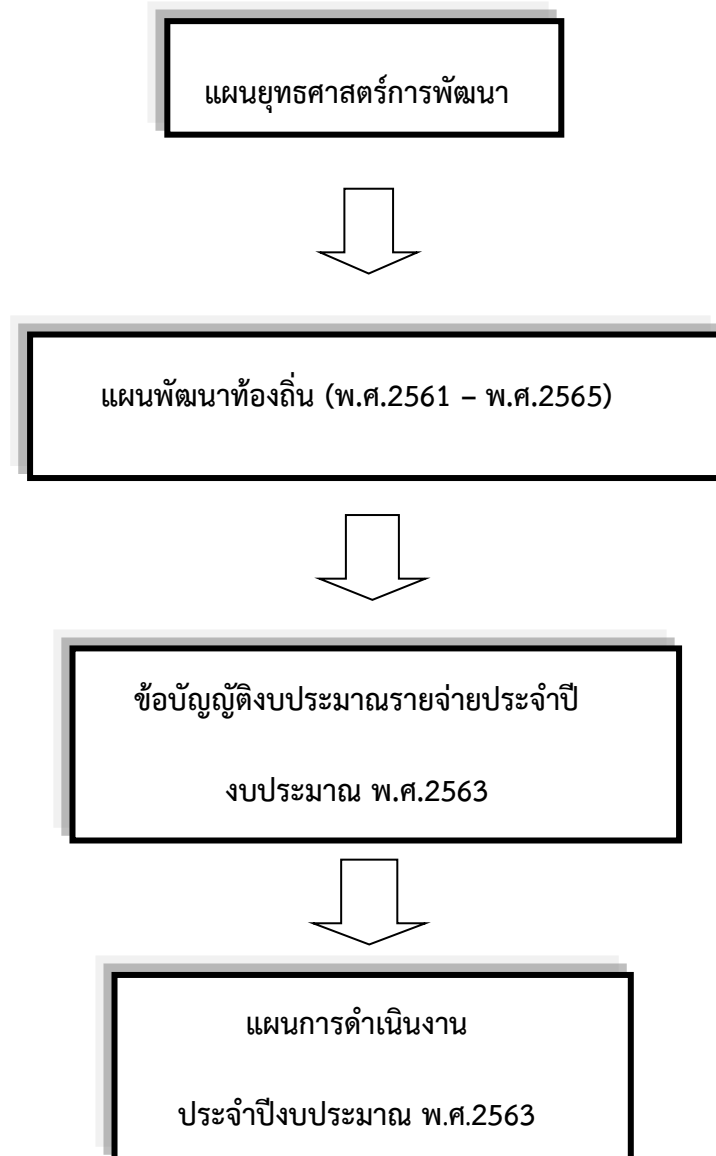 แผนยุทธศาสตร์การพัฒนา
แผนพัฒนาท้องถิ่น (พ.ศ.2561 – พ.ศ.2565)
ข้อบัญญัติงบประมาณรายจ่ายประจำปี
งบประมาณ พ.ศ.2563
แผนการดำเนินงาน
ประจำปีงบประมาณ พ.ศ.2563